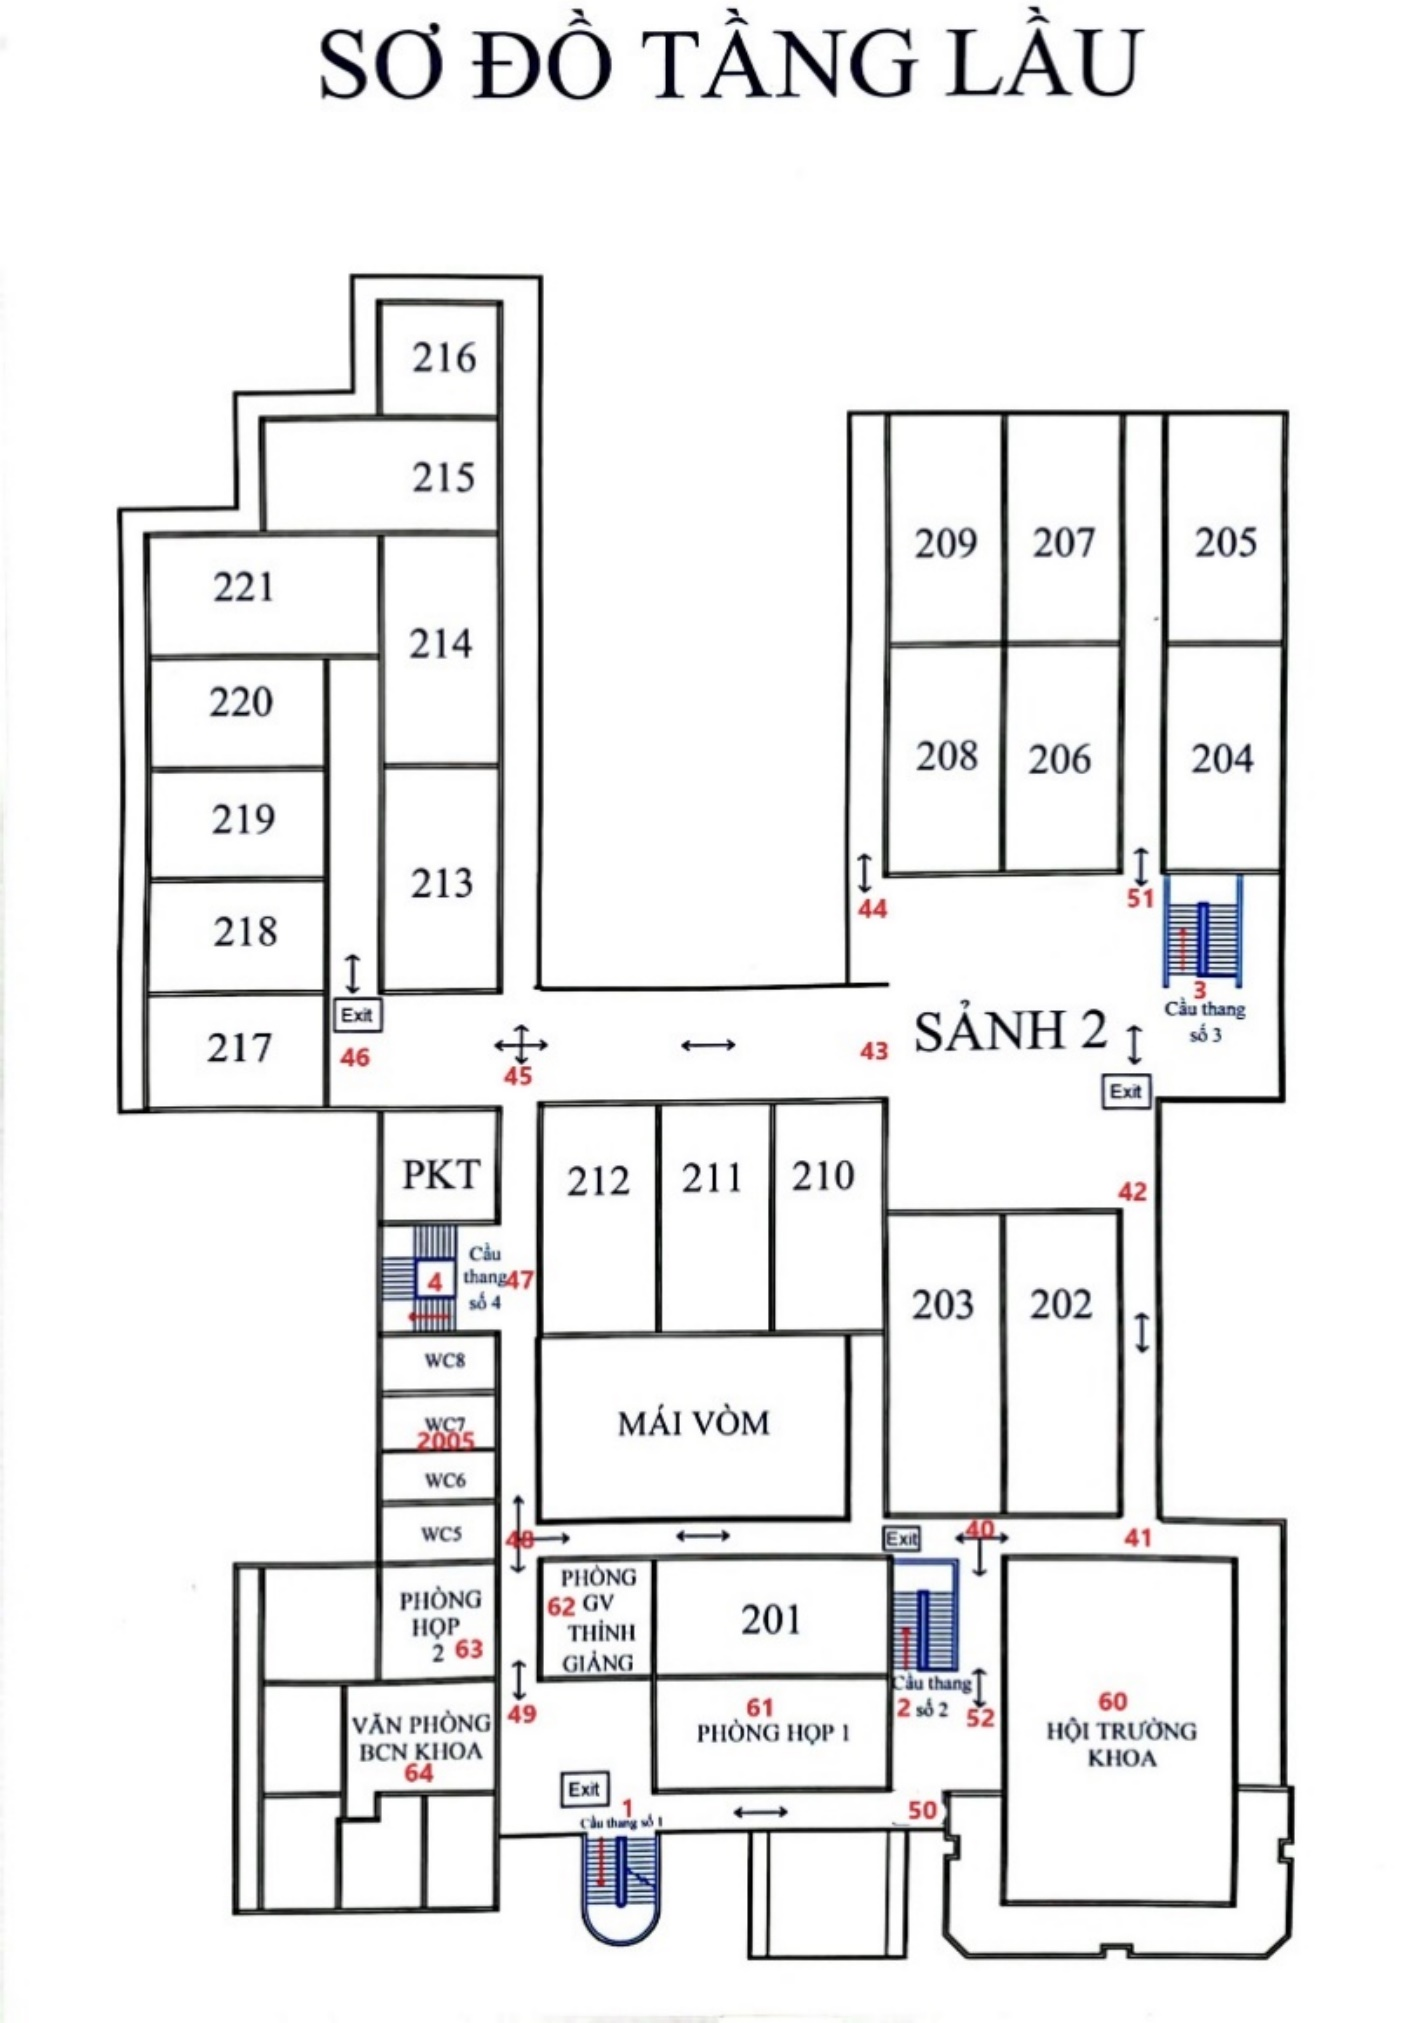 SƠ ĐỒ TẦNG LẦU
216
215
209
207
205
221
214
220
208
206
204
219
213
44
51
218
3
Cầu thang
số 3
Exit
217
46
45
43
SẢNH 2
Exit
PKT
212
211
210
42
Cầu
thang
số 4
4
47
203
202
WC8
WC7
2005
MÁI VÒM
WC6
WC5
48
Exit
40
41
PHÒNG
HỌP
2 63
PHÒNG
62 GV
THỈNH
GIẢNG
201
Cầu thang
2 số 2
52
49
61
PHÒNG HỌP 1
60
HỘI TRƯỜNG
KHOA
VĂN PHÒNG
BCN KHOA
64
Exit
1
Cầu thang số 1
50